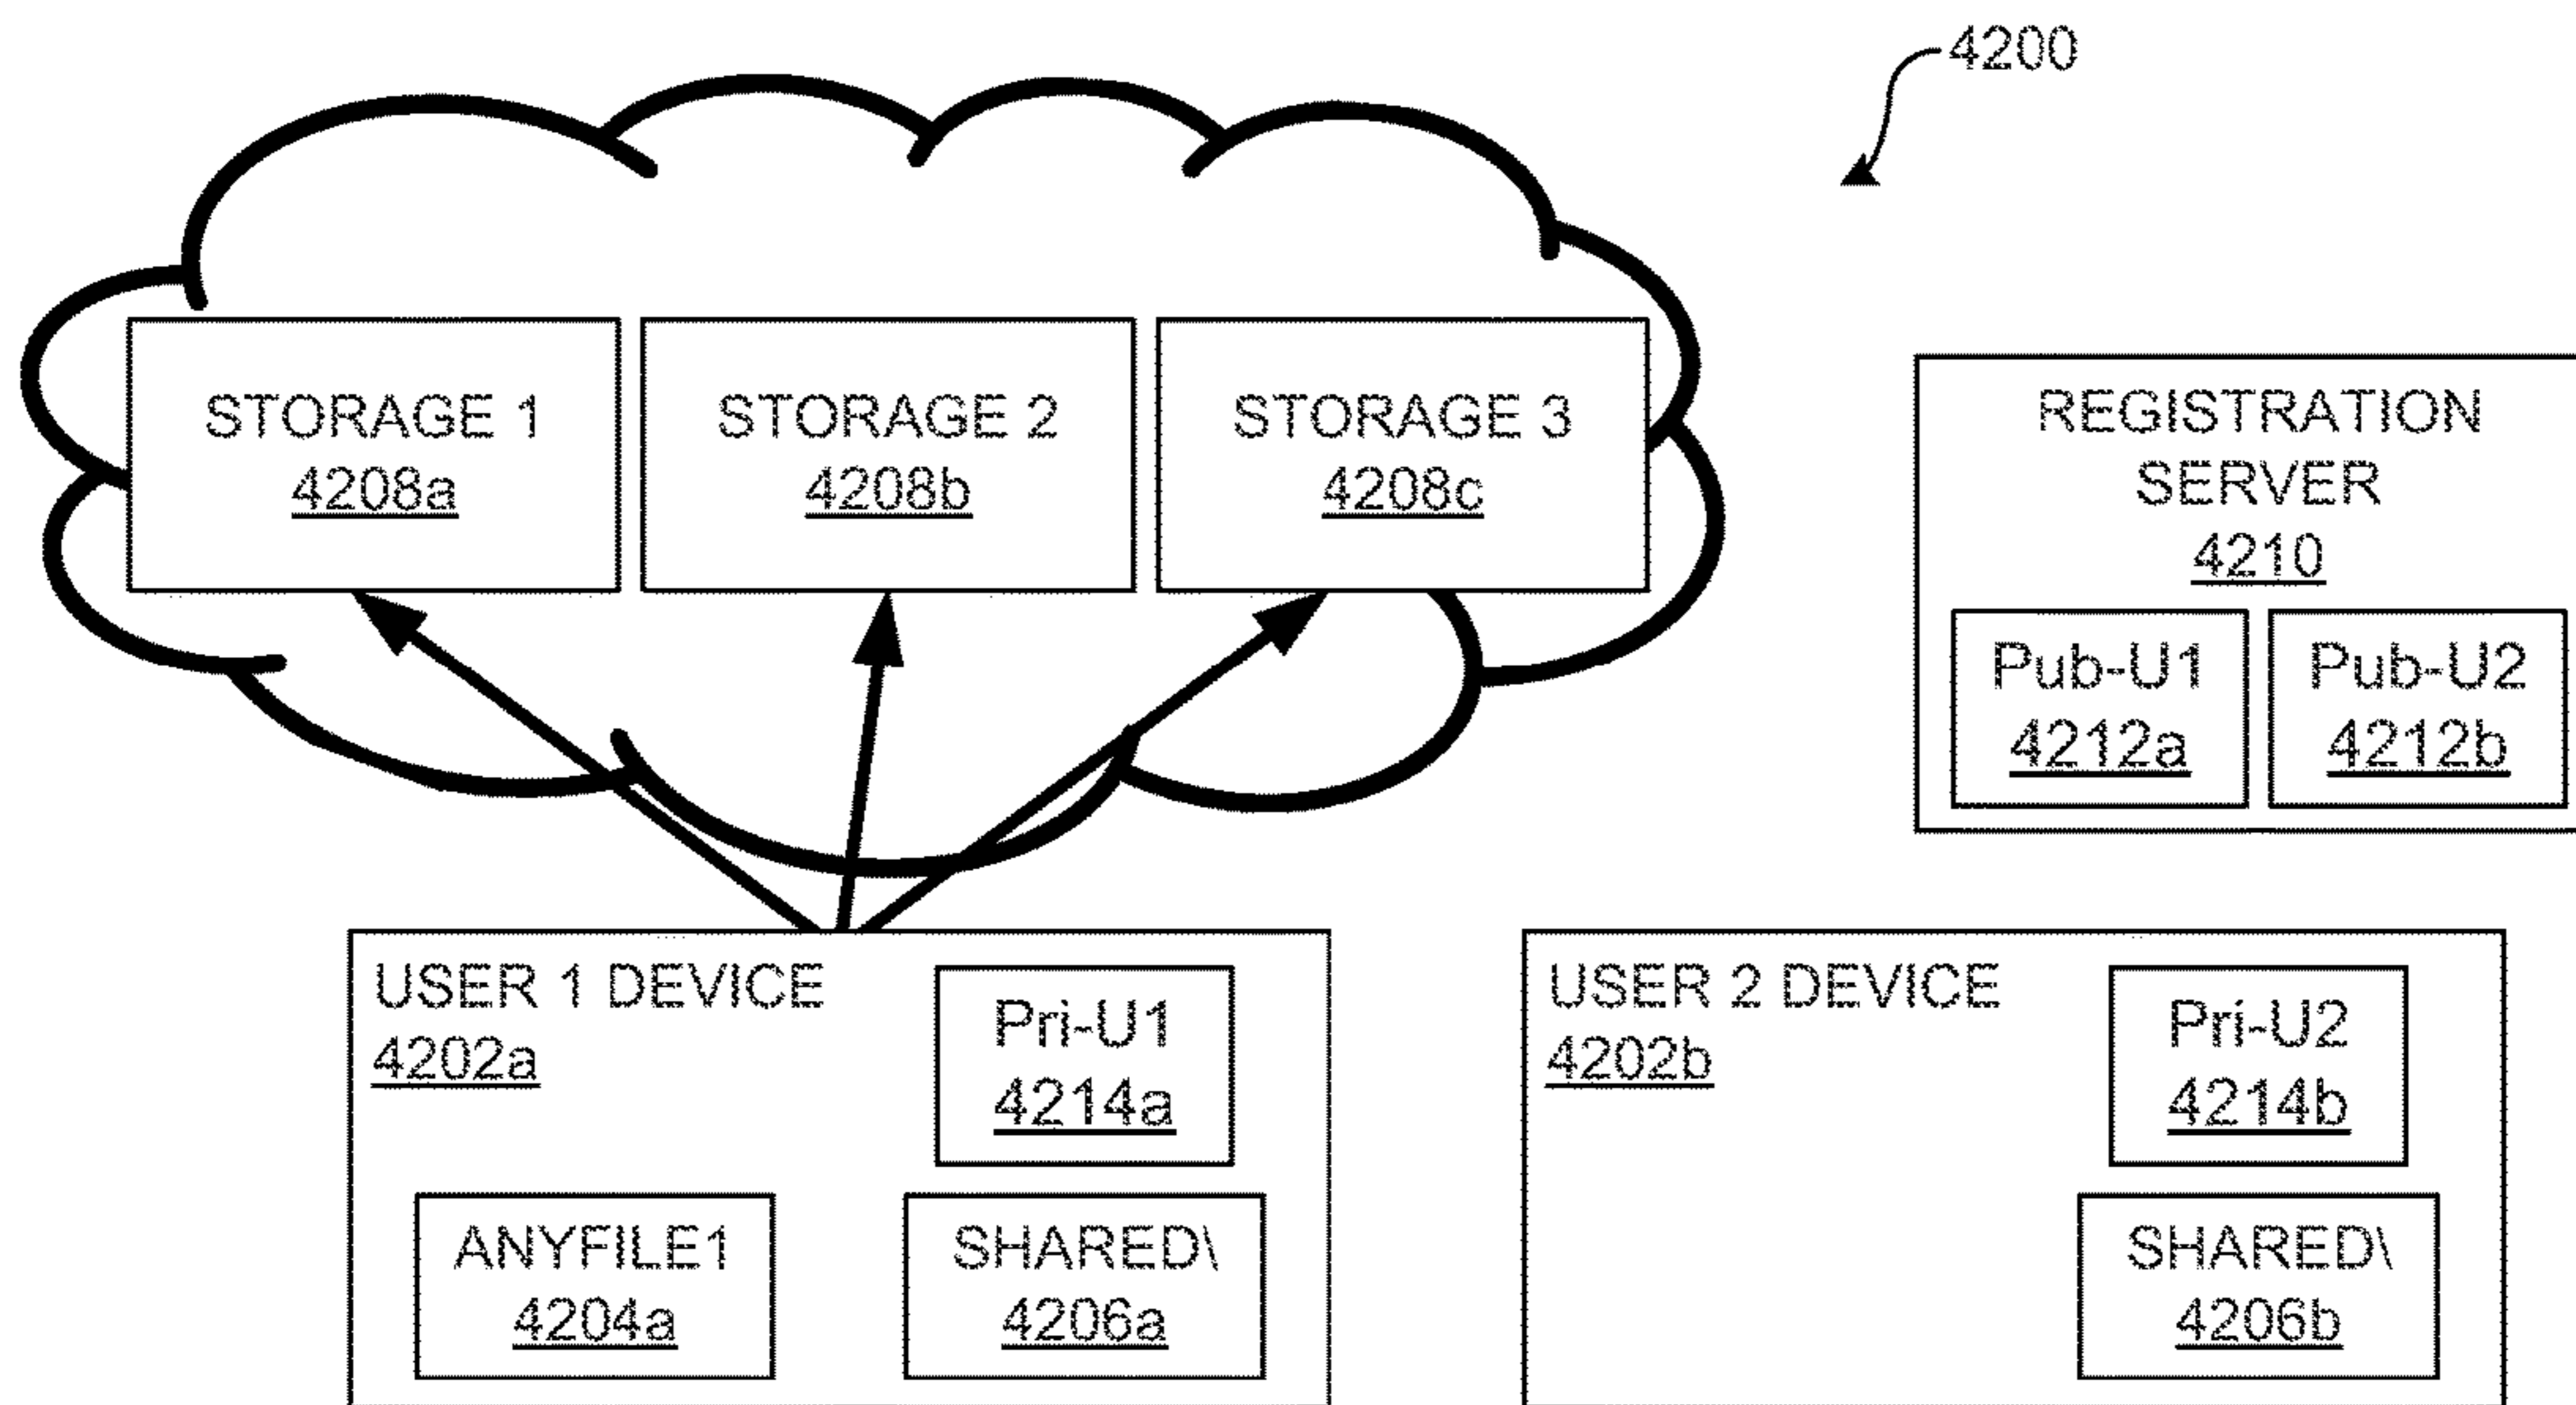 4200
STORAGE 1
4208a
STORAGE 2
4208b
STORAGE 3
4208c
REGISTRATION
SERVER
4210
Pub-U1
4212a
Pub-U2
4212b
USER 1 DEVICE
4202a
Pri-U1
4214a
ANYFILE1
4204a
SHARED\
4206a
USER 2 DEVICE
4202b
Pri-U2
4214b
SHARED\
4206b